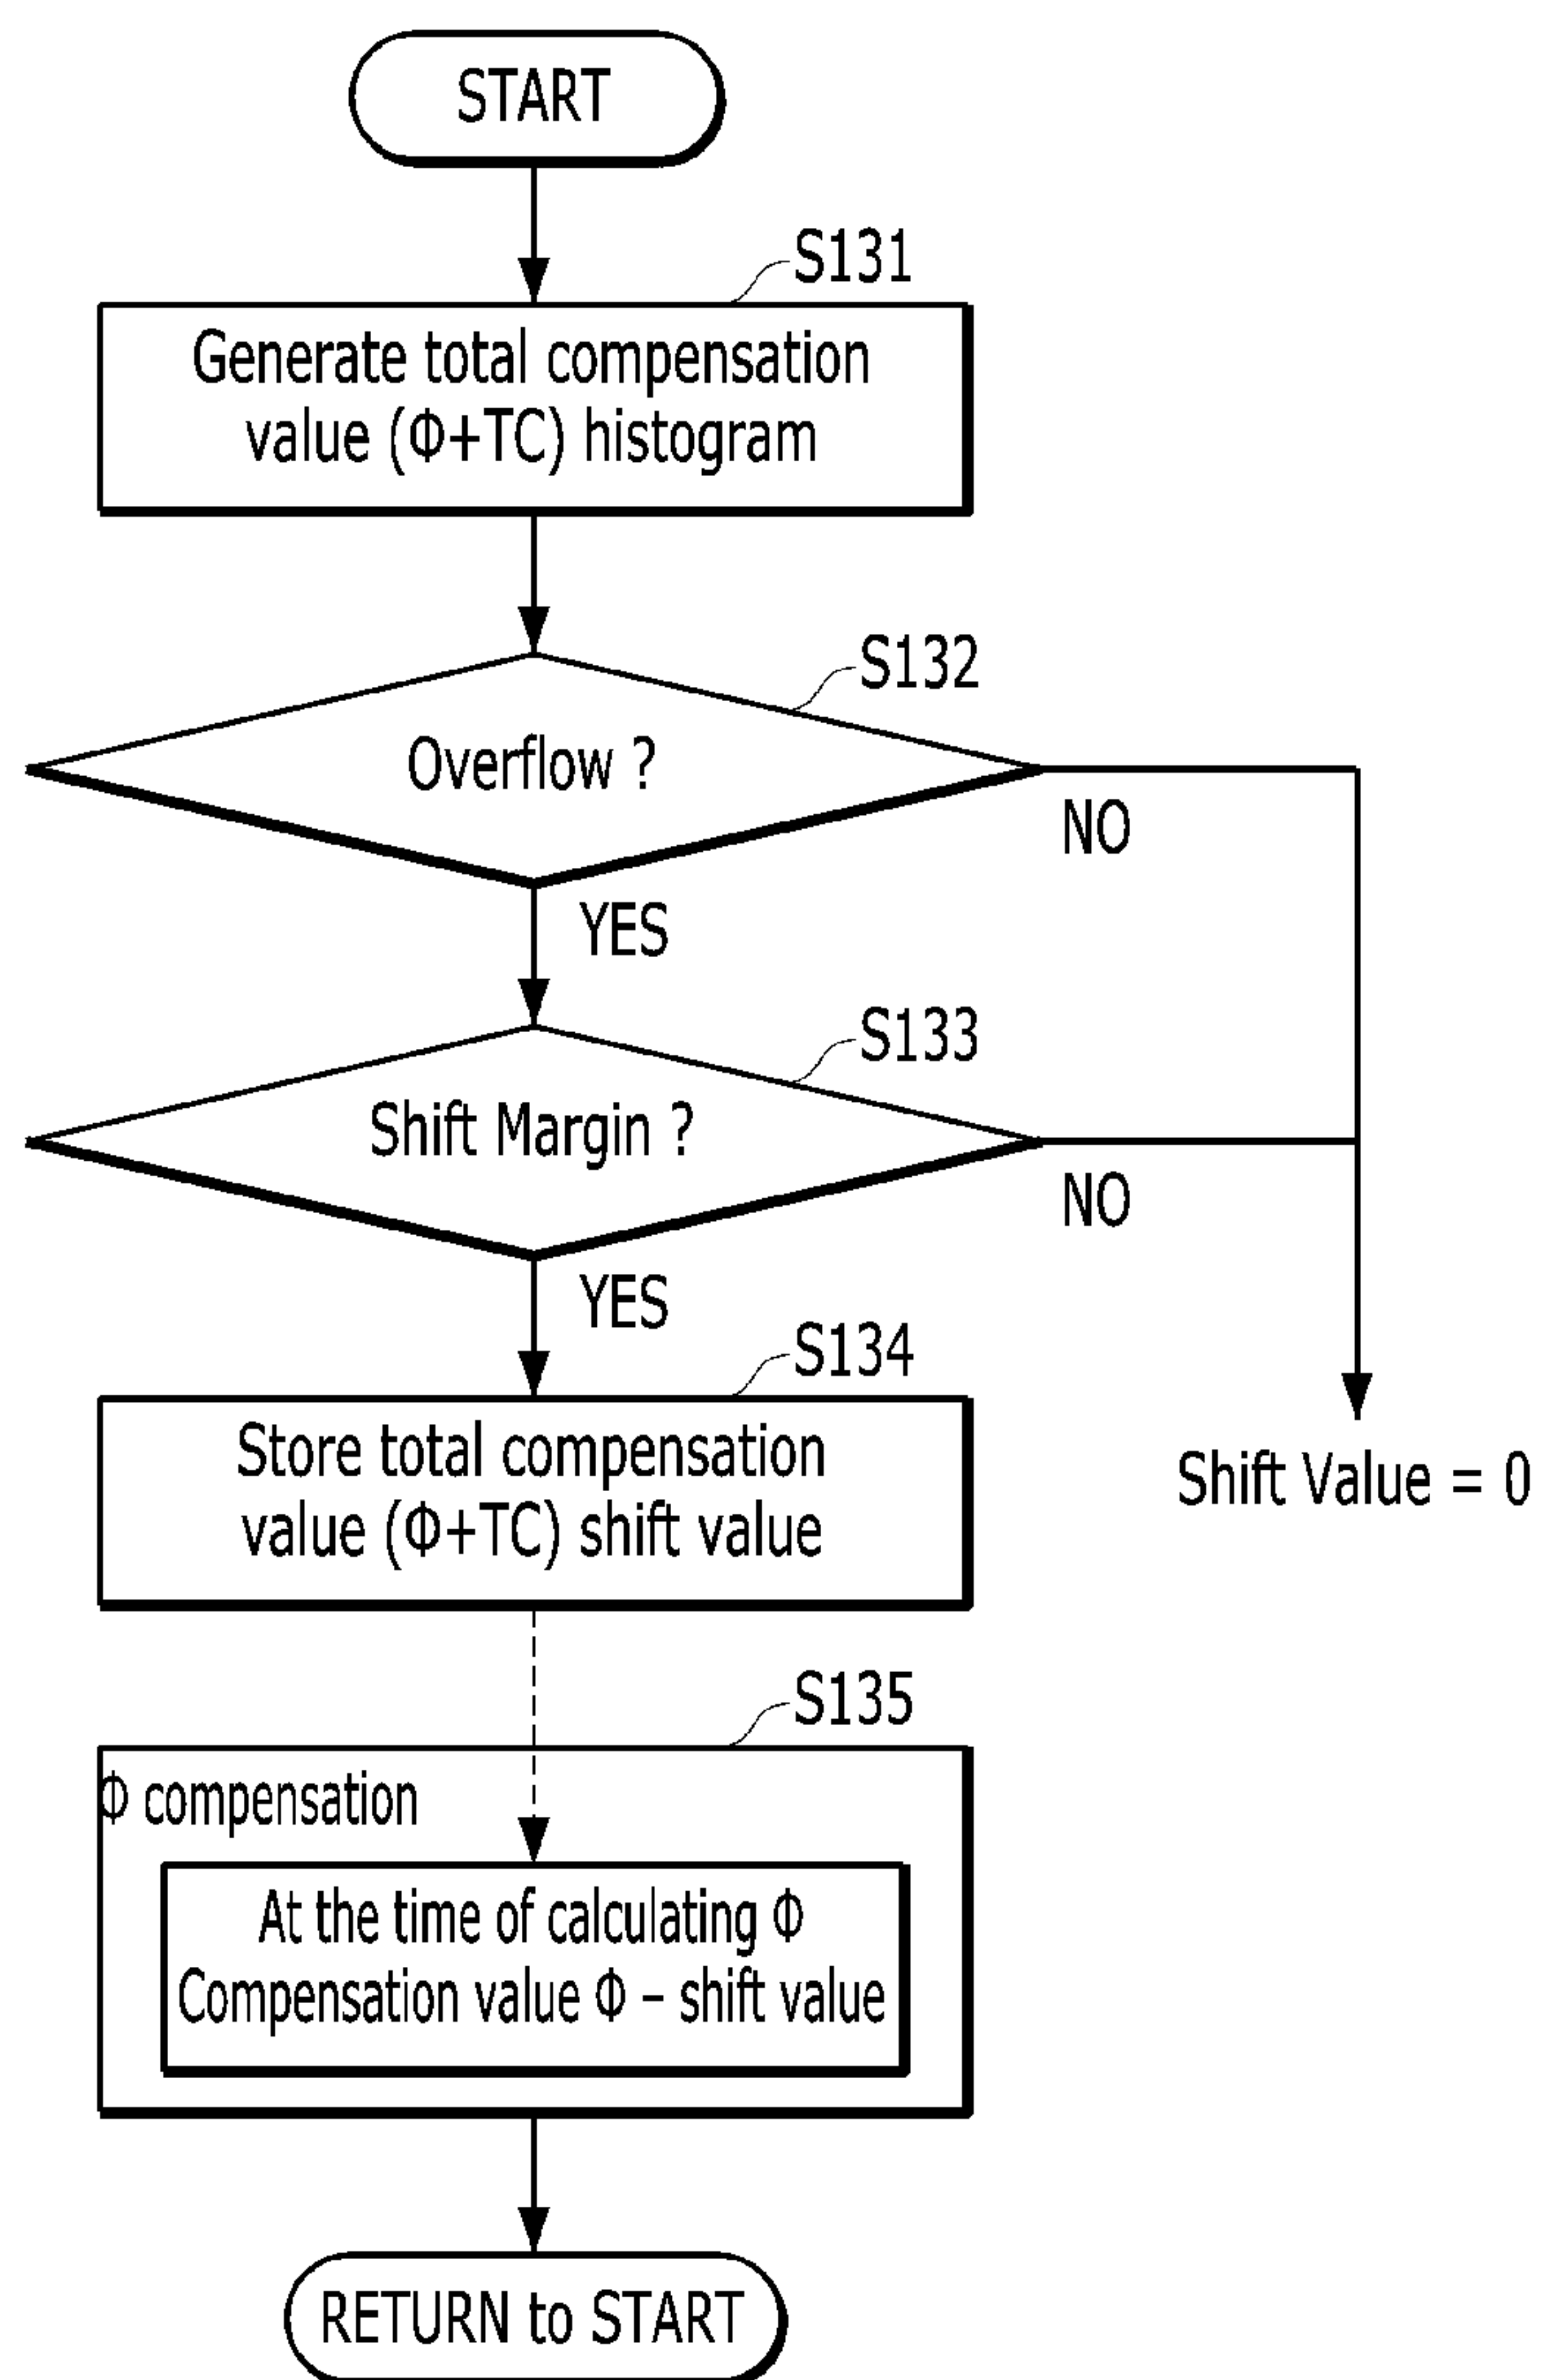 START
S131
Generate total compensation
value (Φ+TC) histogram
S132
Overflow ?
NO
YES
S133
Shift Margin ?
NO
YES
S134
Store total compensation
value (Φ+TC) shift value
Shift Value = 0
S135
Φ compensation
At the time of calculating Φ
Compensation value Φ – shift value
RETURN to START